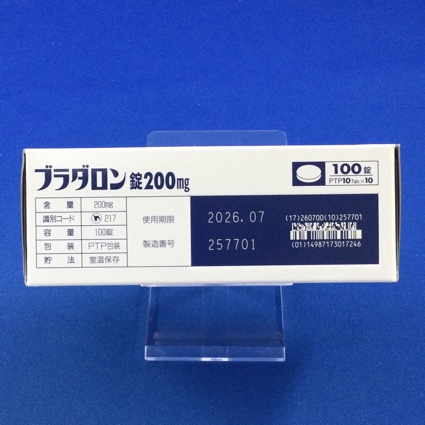 ブラダロン錠200mg
100錠
PTP10Tab.×10
含量 200mg
識別コード 217
容量 100錠
包装 PTP包装
貯法 室温保存
使用期限 2026.07
製造番号 257701
(17)260700(10)257701
(01)14987173017246